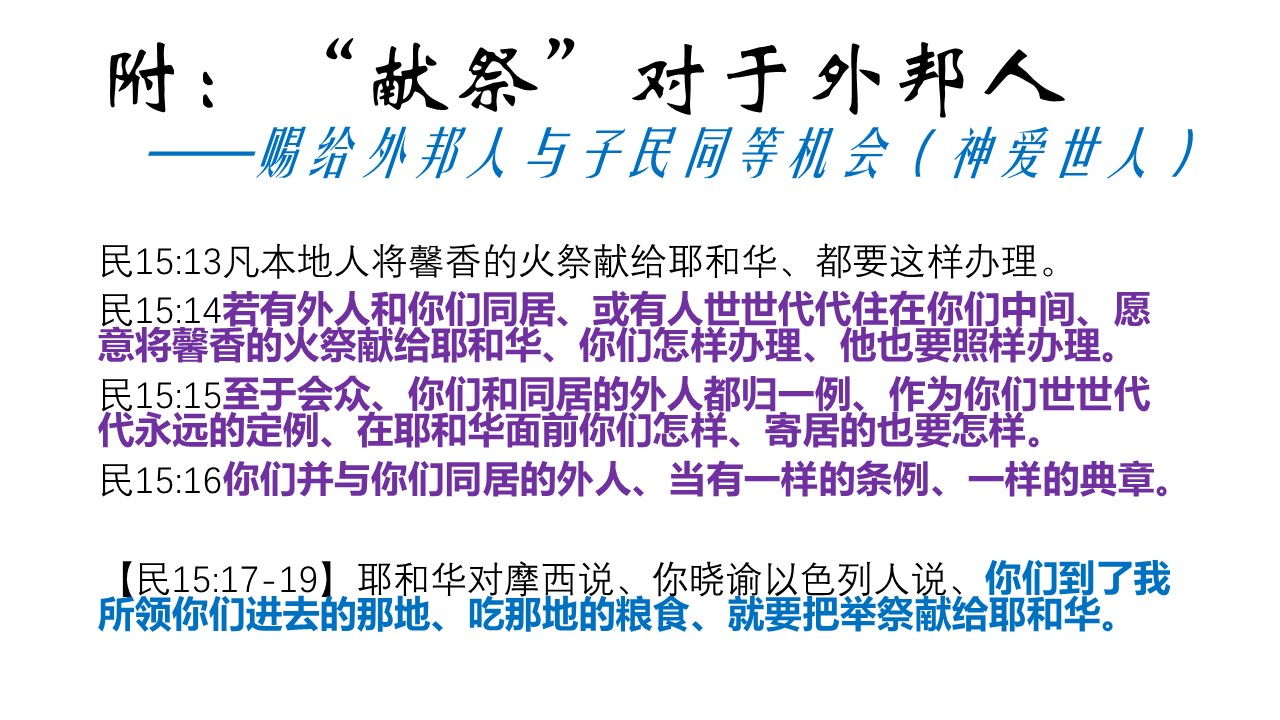 附：“献祭”对于外邦人
——赐给外邦人与子民同等机会（神爱世人）
民15:13凡本地人将馨香的火祭献给耶和华、都要这样办理。
民15:14若有外人和你们同居、或有人世世代代住在你们中间、愿
意将馨香的火祭献给耶和华、你们怎样办理、他也要照样办理。
民15:15至于会众、你们和同居的外人都归一例、作为你们世世代
代永远的定例、在耶和华面前你们怎样、寄居的也要怎样。
民15:16你们并与你们同居的外人、当有一样的条例、一样的典章。
【民15:17-19】耶和华对摩西说、你晓谕以色列人说、你们到了我
所领你们进去的那地、吃那地的粮食、就要把举祭献给耶和华。